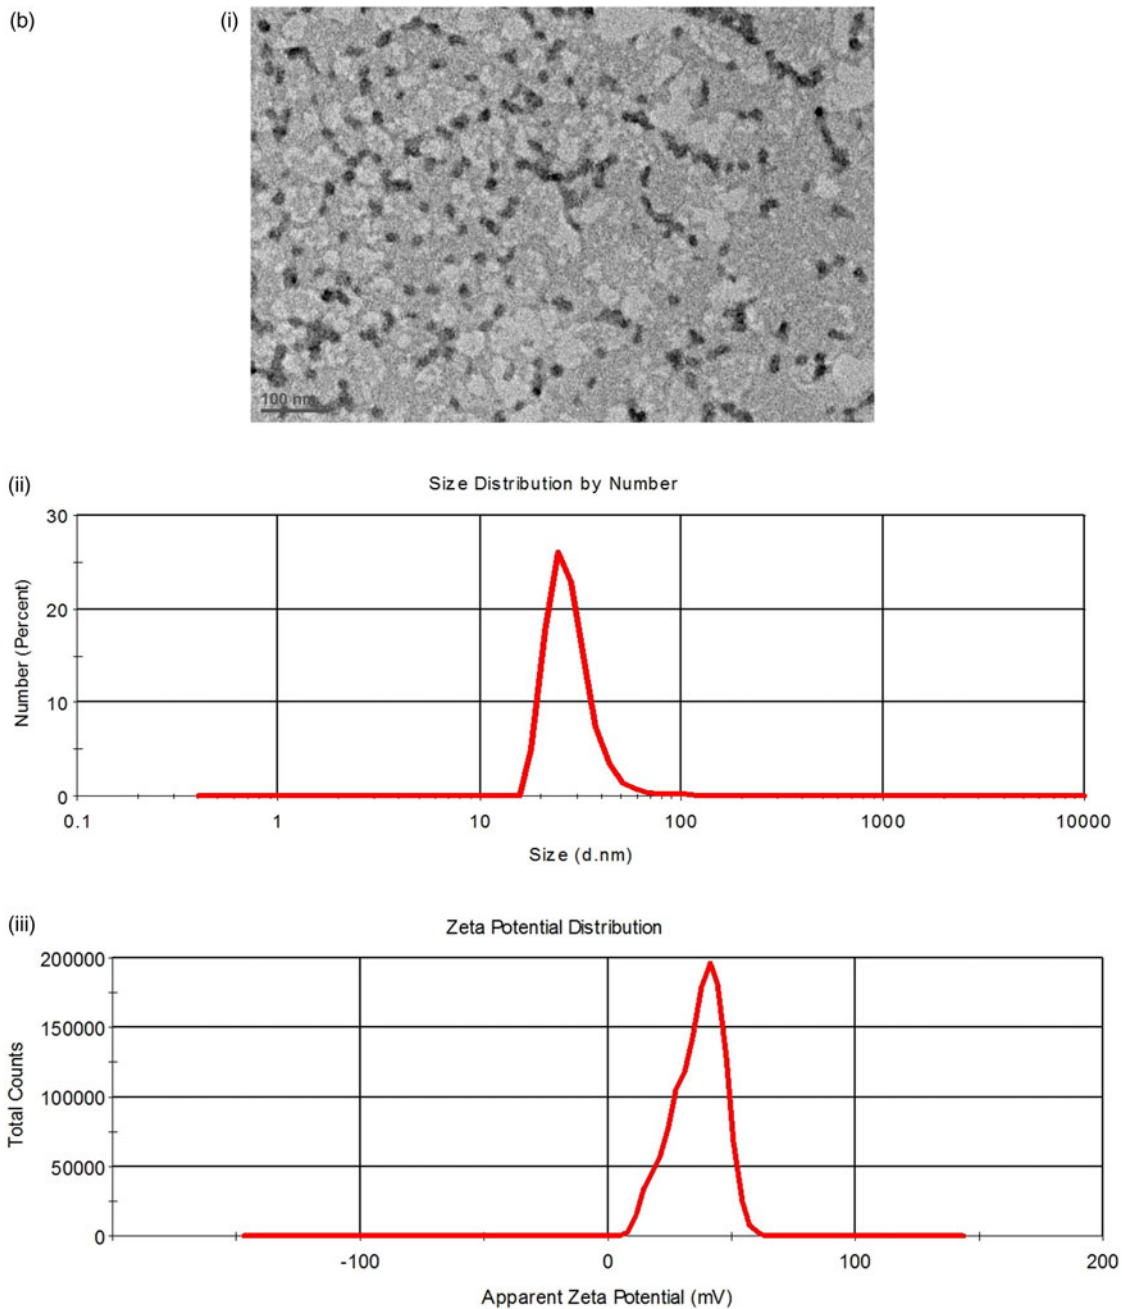 (b)
(i)
100 nm
(ii)
Size Distribution by Number
Number (Percent)
30
20
10
0
0.1 1 10 100 1000 10000
Size (d.nm)
(iii)
Zeta Potential Distribution
Total Counts
200000
150000
100000
50000
0
-100 0 100 200
Apparent Zeta Potential (mV)